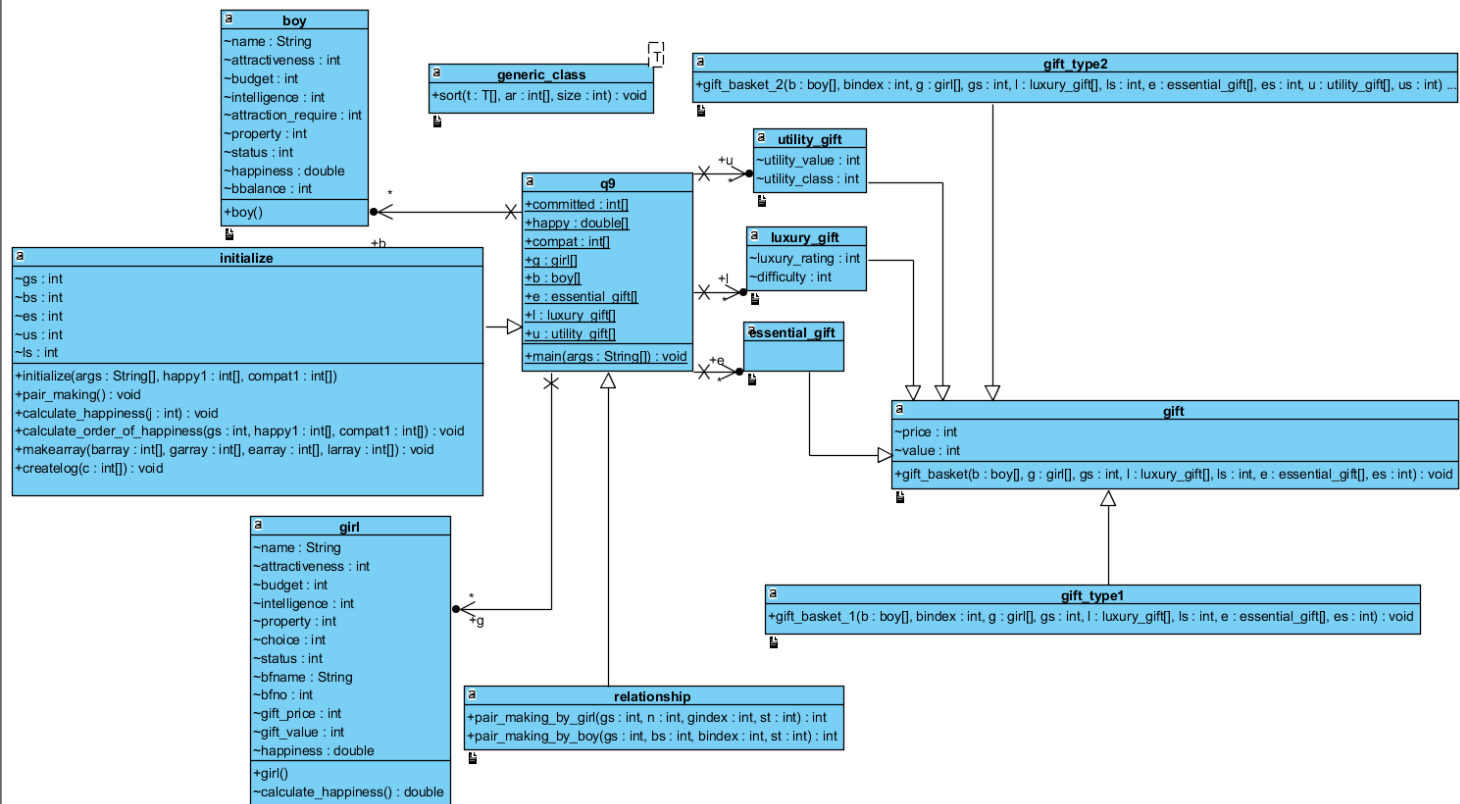 boy
~name : String
~attractiveness : int
~budget : int
~intelligence : int
~attraction_require : int
~property : int
~status : int
~happiness : double
~bbalance : int
+boy()
T
generic_class
+sort(t : T[], ar : int[], size : int) : void
gift_type2
+gift_basket_2(b : boy[], bindex : int, g : girl[], gs : int, l : luxury_gift[], ls : int, e : essential_gift[], es : int, u : utility_gift[], us : int) ...
utility_gift
~utility_value : int
~utility_class : int
+u
*
q9
+committed : int[]
+happy : double[]
+compat : int[]
+g : girl[]
+b : boy[]
+e : essential_gift[]
+l : luxury_gift[]
+u : utility_gift[]
+main(args : String[]) : void
*
+b
luxury_gift
~luxury_rating : int
~difficulty : int
+l
*
essential_gift
+e
*
initialize
~gs : int
~bs : int
~es : int
~us : int
~ls : int
+initialize(args : String[], happy1 : int[], compat1 : int[])
+pair_making() : void
+calculate_happiness(j : int) : void
+calculate_order_of_happiness(gs : int, happy1 : int[], compat1 : int[]) : void
+makearray(barray : int[], garray : int[], earray : int[], larray : int[]) : void
+createlog(c : int[]) : void
gift
~price : int
~value : int
+gift_basket(b : boy[], g : girl[], gs : int, l : luxury_gift[], ls : int, e : essential_gift[], es : int) : void
girl
~name : String
~attractiveness : int
~budget : int
~intelligence : int
~property : int
~choice : int
~status : int
~bfname : String
~bfno : int
~gift_price : int
~gift_value : int
~happiness : double
+girl()
~calculate_happiness() : double
*
+g
gift_type1
+gift_basket_1(b : boy[], bindex : int, g : girl[], gs : int, l : luxury_gift[], ls : int, e : essential_gift[], es : int) : void
relationship
+pair_making_by_girl(gs : int, n : int, gindex : int, st : int) : int
+pair_making_by_boy(gs : int, bs : int, bindex : int, st : int) : int